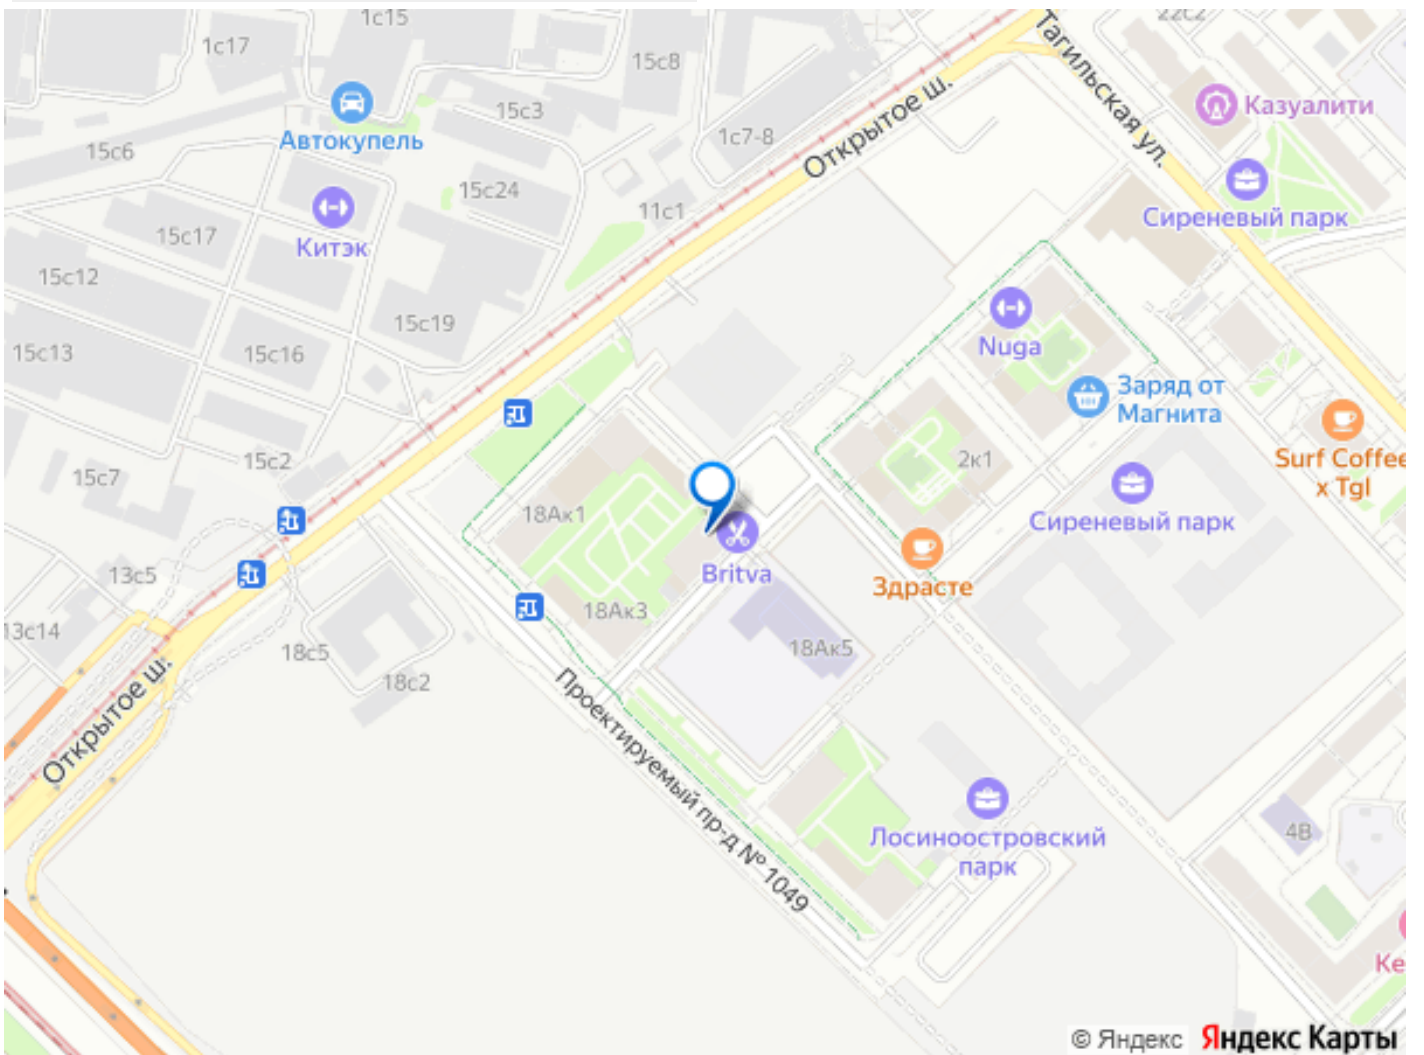 1с15
22с2
1с17
15с8
Тагильская ул.
Казуалити
15с3
Автокупель
1с7-8
Открытое ш.
15с6
15с24
Сиреневый парк
11с1
15с17
Китэк
15с12
15с19
Nuga
15с13
15с16
Заряд от
Магнита
15с2
2к1
Surf Coffee
x Tgl
15с7
18Ак1
Сиреневый парк
13с5
Britva
Здрасте
18Ак3
13с14
18с5
18Ак5
18с2
Открытое ш.
Проектируемый пр-д № 1049
Лосиноостровский
парк
4В
Ке
© Яндекс Яндекс Карты